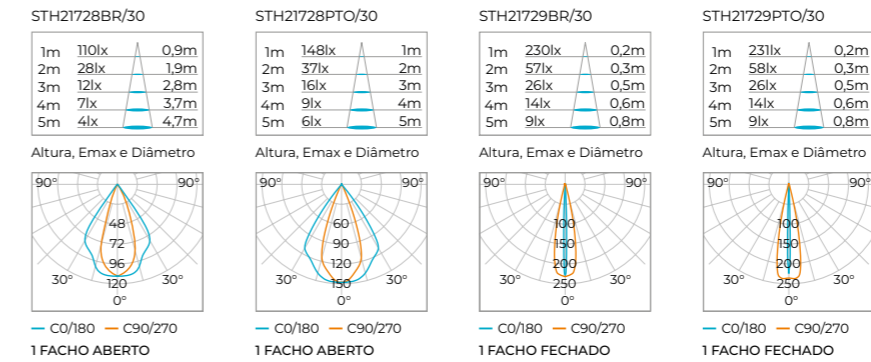 STH21728BR/30
1m 110lx 0,9m
2m 28lx 1,9m
3m 12lx 2,8m
4m 7lx 3,7m
5m 4lx 4,7m
Altura, Emax e Diâmetro
90° 90°
48
72
96
30° 120 30°
0°
C0/180 C90/270
1 FACHO ABERTO
STH21728PTO/30
1m 148lx 1m
2m 37lx 2m
3m 16lx 3m
4m 9lx 4m
5m 6lx 5m
Altura, Emax e Diâmetro
90° 90°
60
90
120
30° 150 30°
0°
C0/180 C90/270
1 FACHO ABERTO
STH21729BR/30
1m 230lx 0,2m
2m 57lx 0,3m
3m 26lx 0,5m
4m 14lx 0,6m
5m 9lx 0,8m
Altura, Emax e Diâmetro
90° 90°
100
150
200
30° 250 30°
0°
C0/180 C90/270
1 FACHO FECHADO
STH21729PTO/30
1m 231lx 0,2m
2m 58lx 0,3m
3m 26lx 0,5m
4m 14lx 0,6m
5m 9lx 0,8m
Altura, Emax e Diâmetro
90° 90°
100
150
200
30° 250 30°
0°
C0/180 C90/270
1 FACHO FECHADO